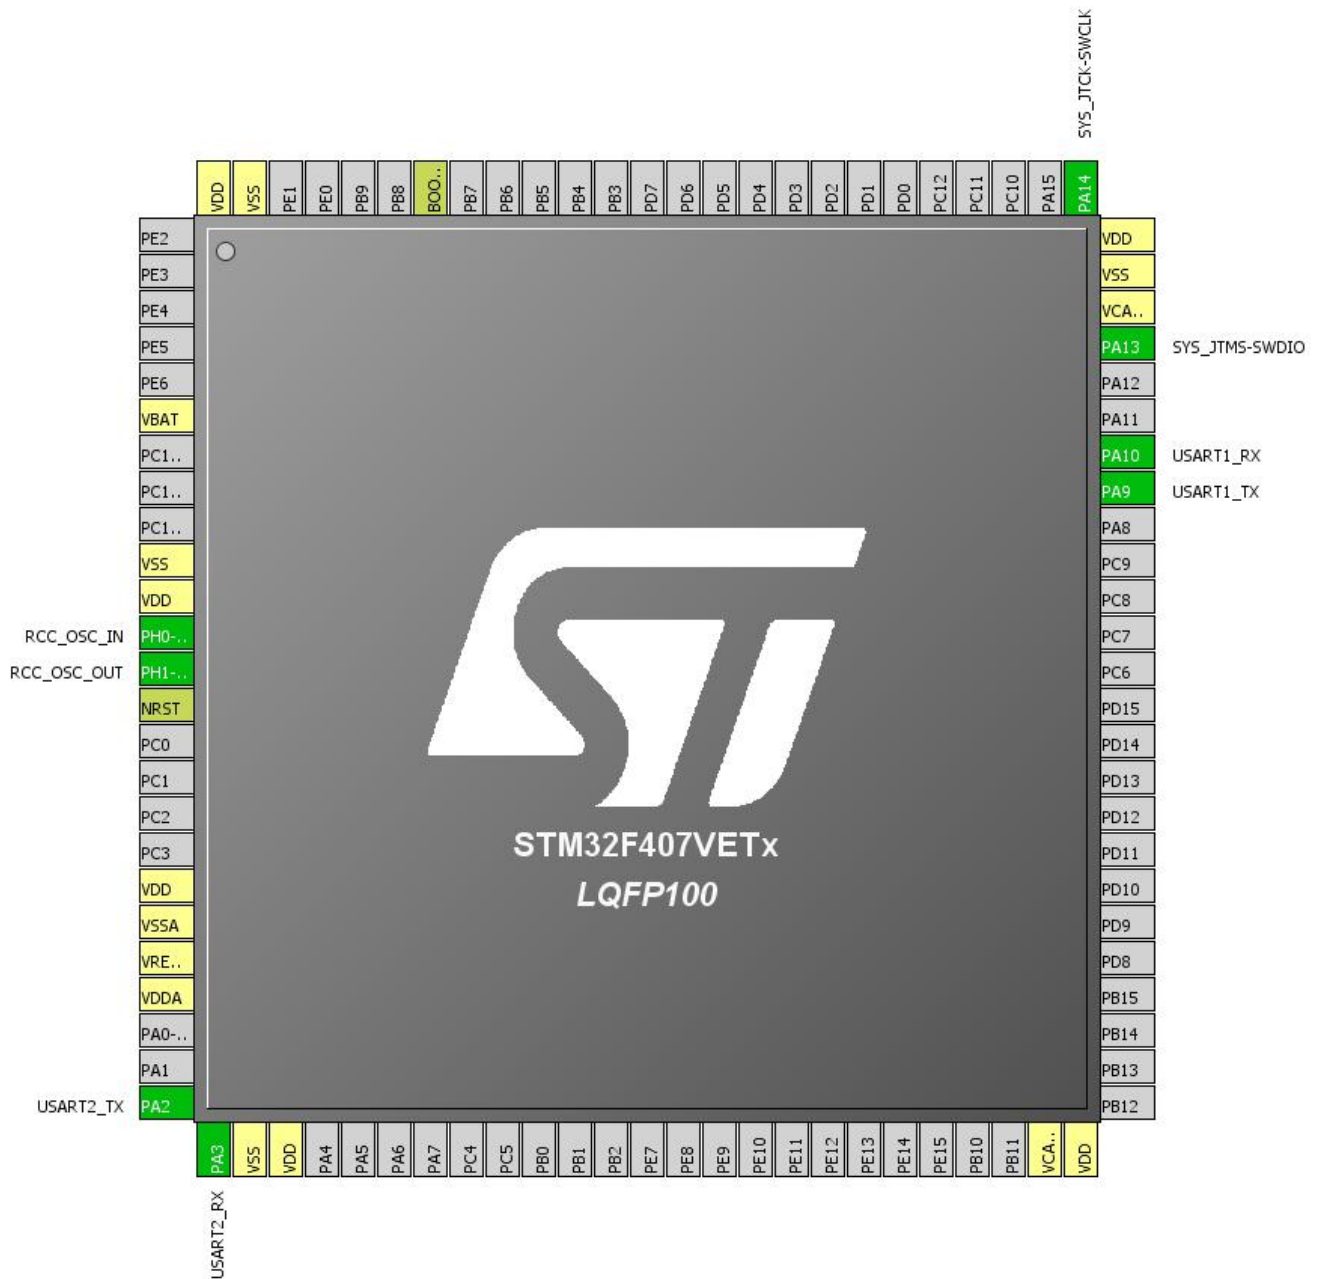 SYS_JTCK-SWCLK
VDD
VSS
PE1
PE0
PB9
PB8
BOO..
PB7
PB6
PB5
PB4
PB3
PD7
PD6
PD5
PD4
PD3
PD2
PD1
PD0
PC12
PC11
PC10
PA15
PA14
PE2
PE3
PE4
PE5
PE6
VBAT
PC1..
PC1..
PC1..
VSS
VDD
RCC_OSC_IN PH0-..
RCC_OSC_OUT PH1-..
NRST
PC0
PC1
PC2
PC3
VDD
VSSA
VRE..
VDDA
PA0-..
PA1
USART2_TX PA2
STM32F407VETx
LQFP100
VDD
VSS
VCA..
PA13 SYS_JTMS-SWDIO
PA12
PA11
PA10 USART1_RX
PA9 USART1_TX
PA8
PC9
PC8
PC7
PC6
PD15
PD14
PD13
PD12
PD11
PD10
PD9
PD8
PB15
PB14
PB13
PB12
PA3
VSS
VDD
PA4
PA5
PA6
PA7
PC4
PC5
PB0
PB1
PB2
PE7
PE8
PE9
PE10
PE11
PE12
PE13
PE14
PE15
PB10
PB11
VCA..
VDD
USART2_RX